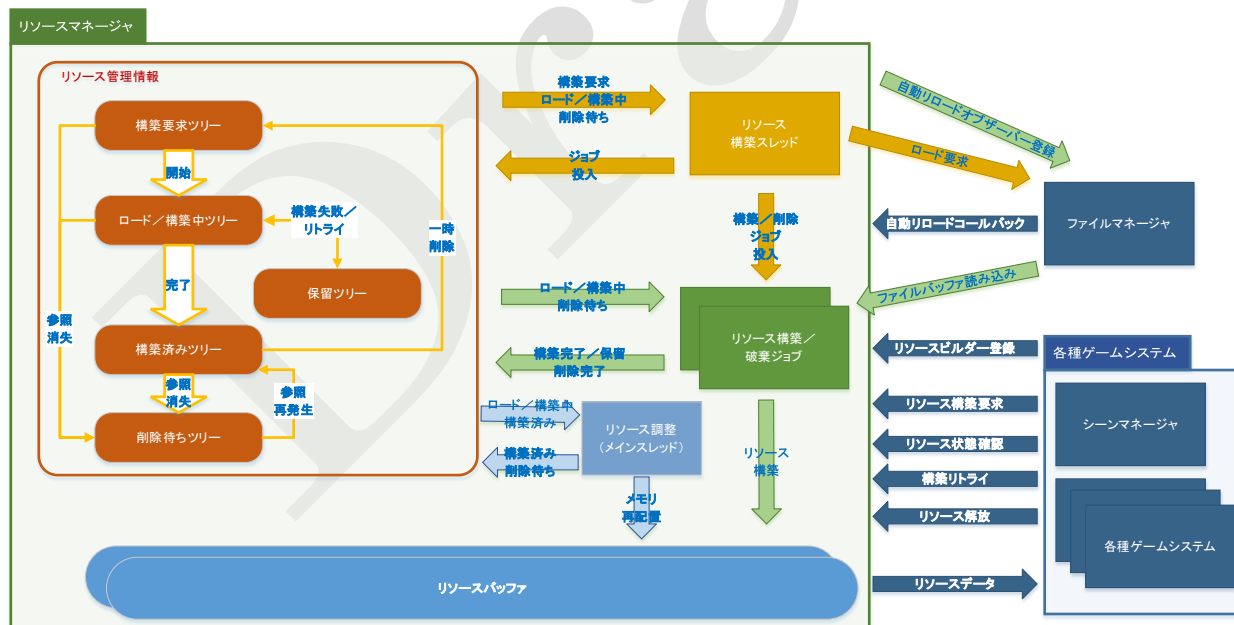 リソースマネージャ
リソース管理情報
構築要求ツリー
開始
ロード／構築中ツリー
構築失敗／
リトライ
完了
保留ツリー
一時
削除
参照
消失
構築済みツリー
参照
消失
参照
再発生
削除待ちツリー
構築要求
ロード／構築中
削除待ち
リソース
構築スレッド
ジョブ
投入
構築／削除
ジョブ
投入
ロード／構築中
削除待ち
リソース構築／
破棄ジョブ
構築完了／保留
削除完了
ロード／構築中
構築済み
リソース調整
（メインスレッド）
構築済み
削除待ち
リソース
構築
メモリ
再配置
リソースバッファ
自動リロードオブザーバー登録
ロード要求
自動リロードコールバック
ファイルマネージャ
ファイルバッファ読み込み
リソースビルダー登録
各種ゲームシステム
リソース構築要求
シーンマネージャ
リソース状態確認
構築リトライ
リソース解放
各種ゲームシステム
リソースデータ